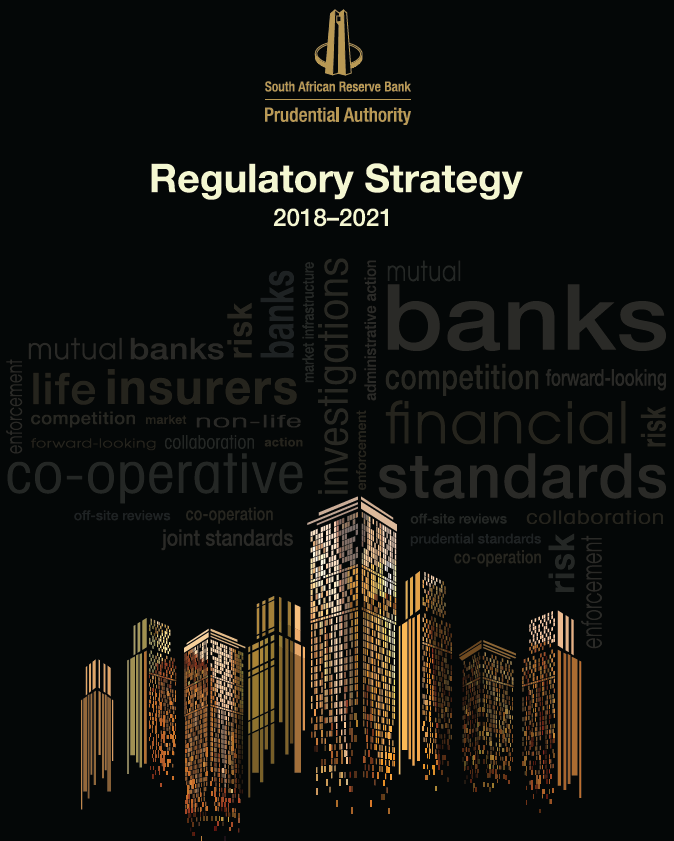 South African Reserve Bank
Prudential Authority
Regulatory Strategy
2018–2021
mutual banks
risk
banks
market infrastructure
investigations
administrative action
mutual
banks
enforcement
life insurers
competition forward-looking
competition market non-life
enforcement
financial
risk
forward-looking collaboration action
co-operative
standards
off-site reviews co-operation
off-site reviews collaboration
joint standards
prudential standards
co-operation
risk
enforcement